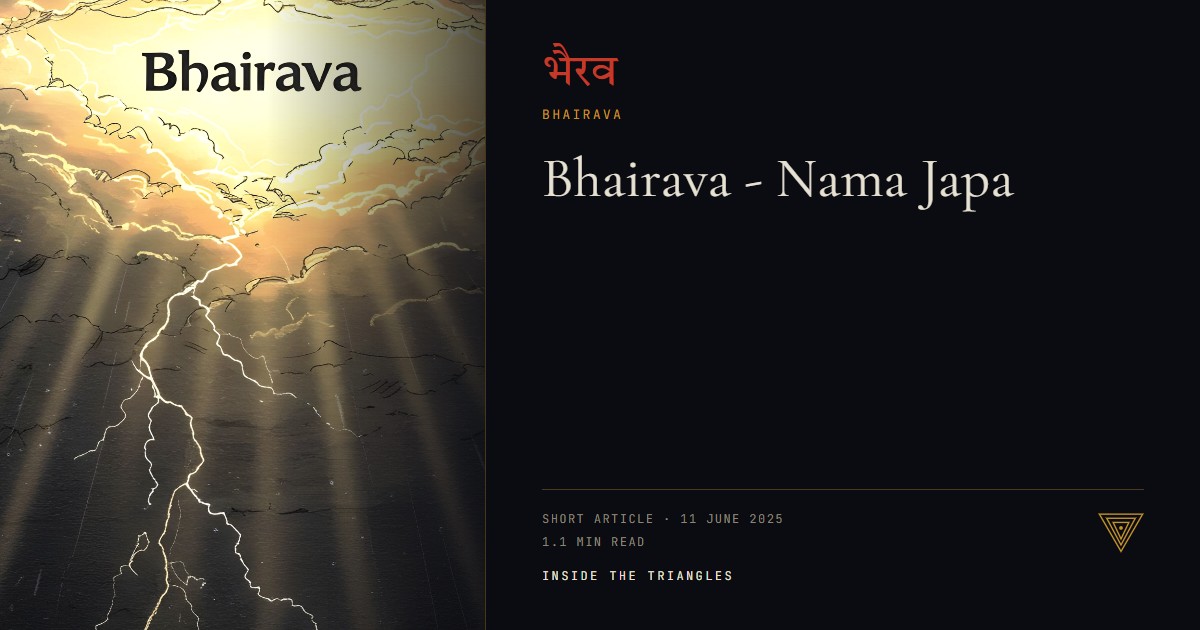 Bhairava
भैरव
BHAIRAVA
Bhairava - Nama Japa
SHORT ARTICLE · 11 JUNE 2025
1.1 MIN READ
INSIDE THE TRIANGLES